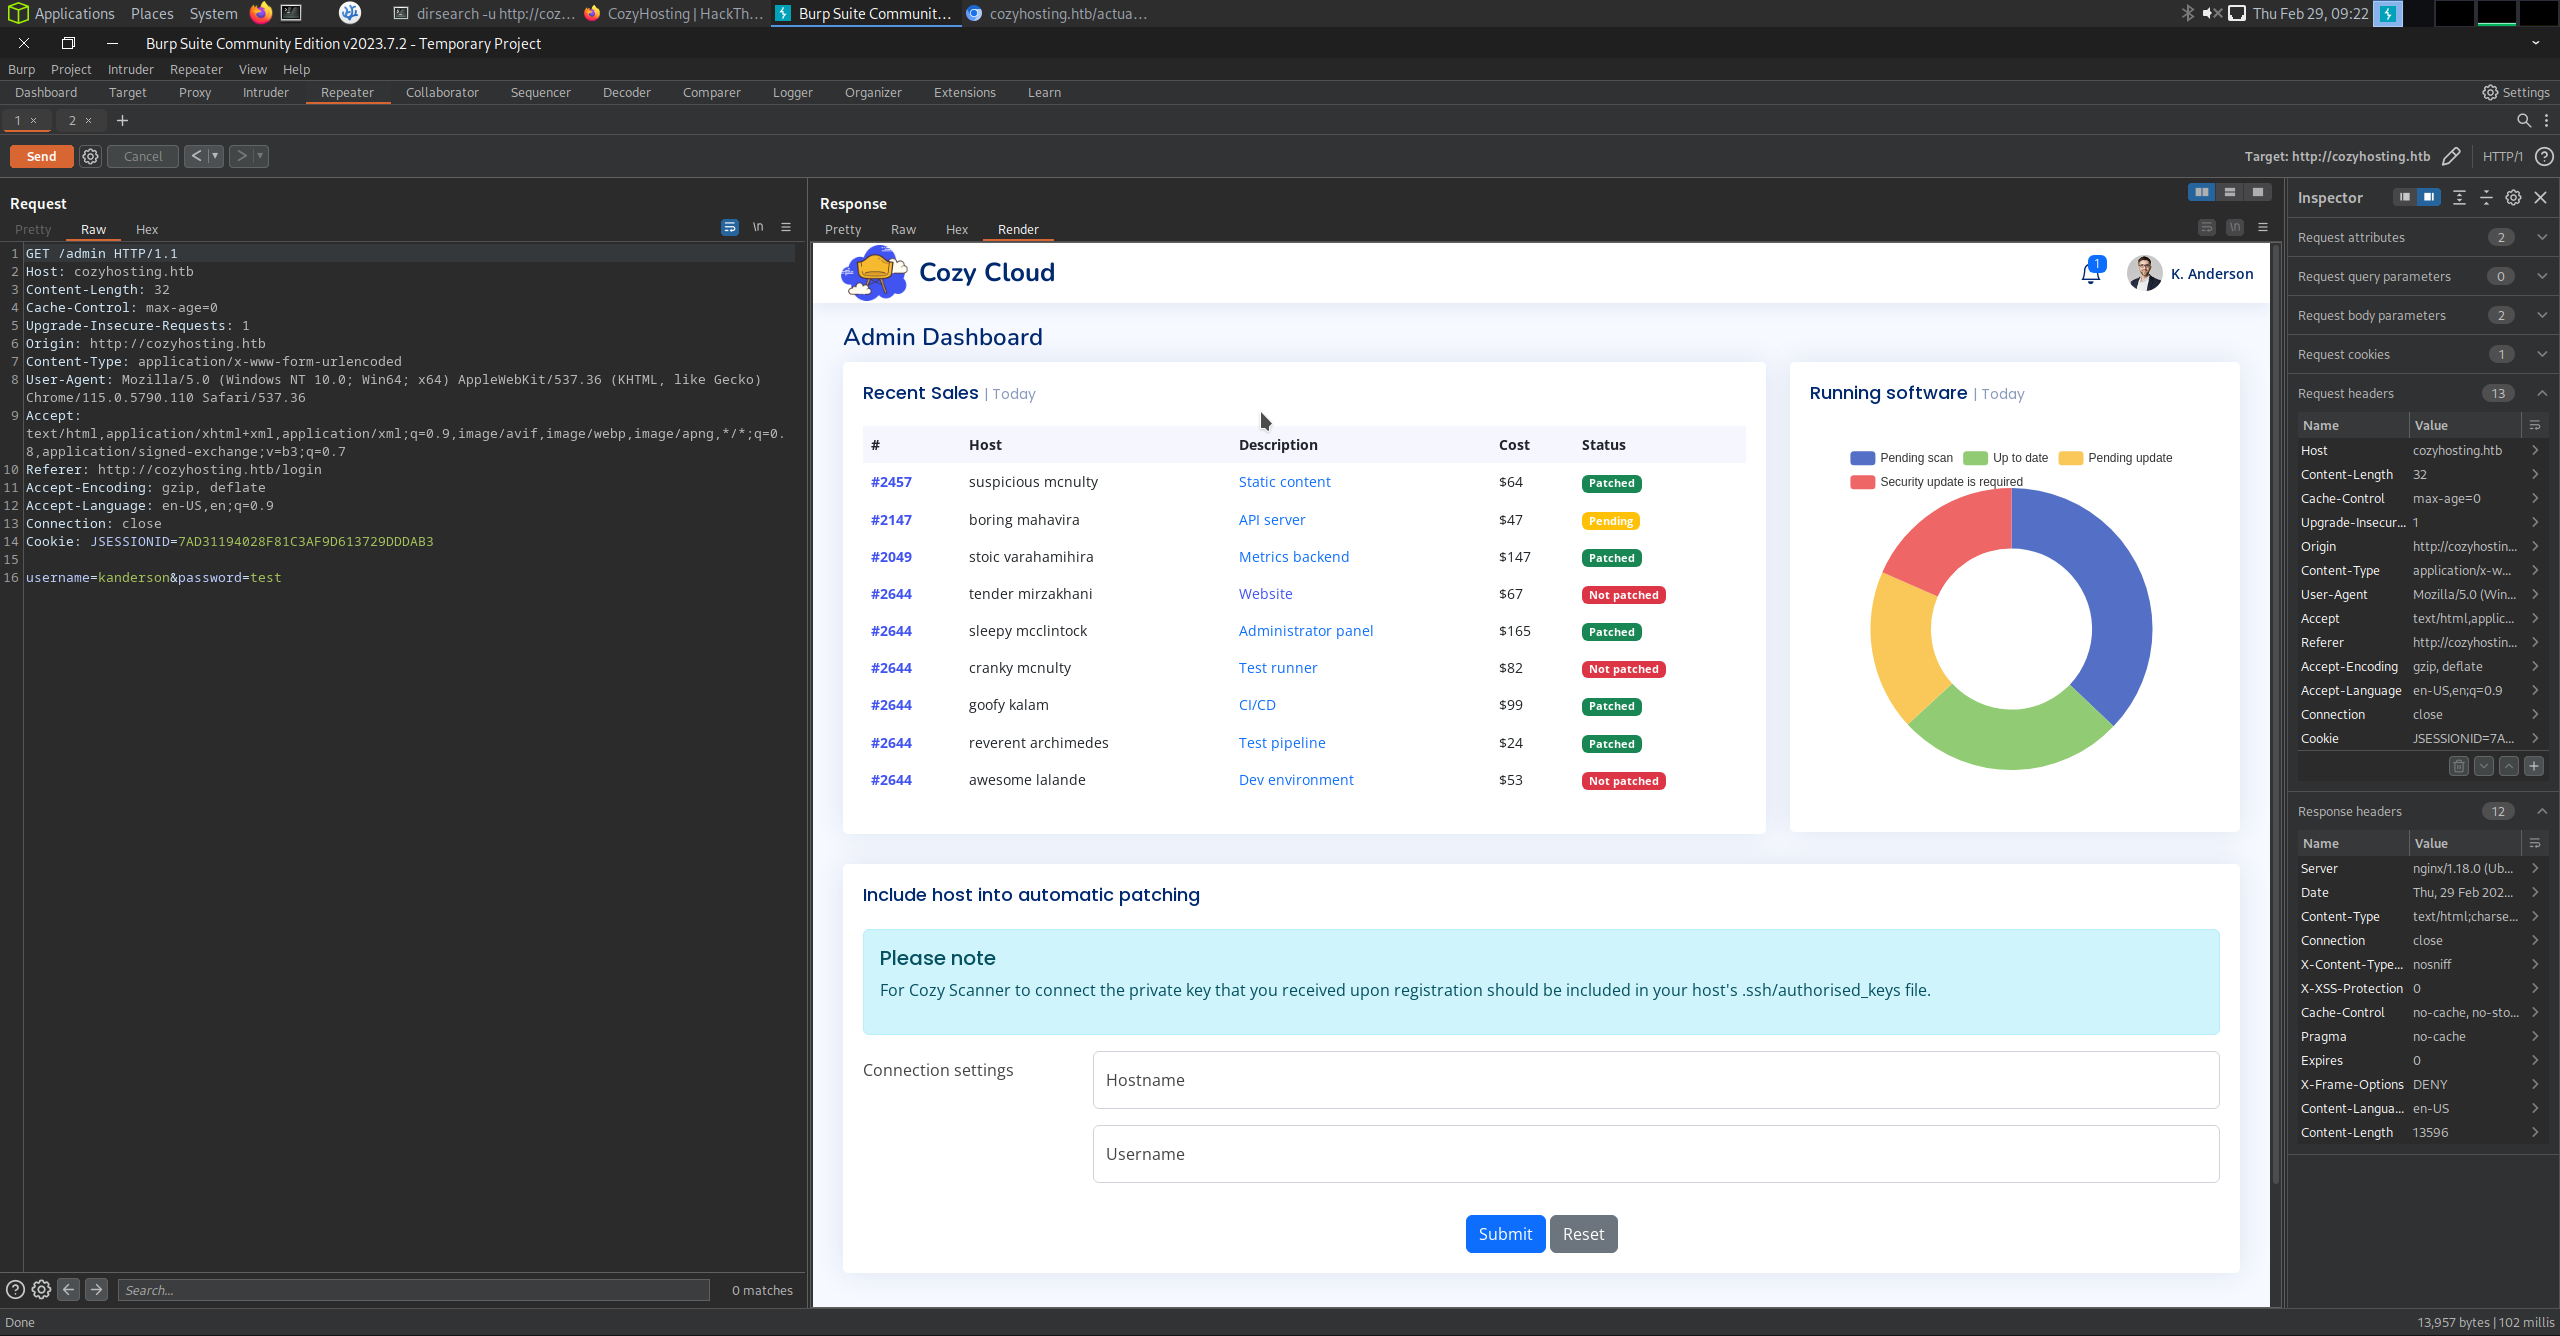 Applications Places System dirsearch -u http://coz... CozyHosting | HackTh... Burp Suite Communit... cozyhosting.htb/actua... Thu Feb 29, 09:22
Burp Suite Community Edition v2023.7.2 - Temporary Project
Burp Project Intruder Repeater View Help
Dashboard Target Proxy Intruder Repeater Collaborator Sequencer Decoder Comparer Logger Organizer Extensions Learn Settings
1 × 2 × +
Send Cancel < > Target: http://cozyhosting.htb HTTP/1
Request
Pretty Raw Hex \n
1 GET /admin HTTP/1.1
2 Host: cozyhosting.htb
3 Content-Length: 32
4 Cache-Control: max-age=0
5 Upgrade-Insecure-Requests: 1
6 Origin: http://cozyhosting.htb
7 Content-Type: application/x-www-form-urlencoded
8 User-Agent: Mozilla/5.0 (Windows NT 10.0; Win64; x64) AppleWebKit/537.36 (KHTML, like Gecko)
Chrome/115.0.5790.110 Safari/537.36
9 Accept:
text/html,application/xhtml+xml,application/xml;q=0.9,image/avif,image/webp,image/apng,*/*;q=0.
8,application/signed-exchange;v=b3;q=0.7
10 Referer: http://cozyhosting.htb/login
11 Accept-Encoding: gzip, deflate
12 Accept-Language: en-US,en;q=0.9
13 Connection: close
14 Cookie: JSESSIONID=7AD31194028F81C3AF9D613729DDDAB3
15
16 username=kanderson&password=test
Search... 0 matches
Response
Pretty Raw Hex Render \n
Cozy Cloud 1 K. Anderson
Admin Dashboard
Recent Sales | Today
# Host Description Cost Status
#2457 suspicious mcnulty Static content $64 Patched
#2147 boring mahavira API server $47 Pending
#2049 stoic varahamihira Metrics backend $147 Patched
#2644 tender mirzakhani Website $67 Not patched
#2644 sleepy mcclintock Administrator panel $165 Patched
#2644 cranky mcnulty Test runner $82 Not patched
#2644 goofy kalam CI/CD $99 Patched
#2644 reverent archimedes Test pipeline $24 Patched
#2644 awesome lalande Dev environment $53 Not patched
Running software | Today
Pending scan Up to date Pending update
Security update is required
Include host into automatic patching
Please note
For Cozy Scanner to connect the private key that you received upon registration should be included in your host's .ssh/authorised_keys file.
Connection settings Hostname
Username
Submit Reset
Inspector
Request attributes 2
Request query parameters 0
Request body parameters 2
Request cookies 1
Request headers 13
Name Value
Host cozyhosting.htb
Content-Length 32
Cache-Control max-age=0
Upgrade-Insecur... 1
Origin http://cozyhostin...
Content-Type application/x-w...
User-Agent Mozilla/5.0 (Win...
Accept text/html,applic...
Referer http://cozyhostin...
Accept-Encoding gzip, deflate
Accept-Language en-US,en;q=0.9
Connection close
Cookie JSESSIONID=7A...
Response headers 12
Name Value
Server nginx/1.18.0 (Ub...
Date Thu, 29 Feb 202...
Content-Type text/html;charse...
Connection close
X-Content-Type... nosniff
X-XSS-Protection 0
Cache-Control no-cache, no-sto...
Pragma no-cache
Expires 0
X-Frame-Options DENY
Content-Langua... en-US
Content-Length 13596
Done 13,957 bytes | 102 millis